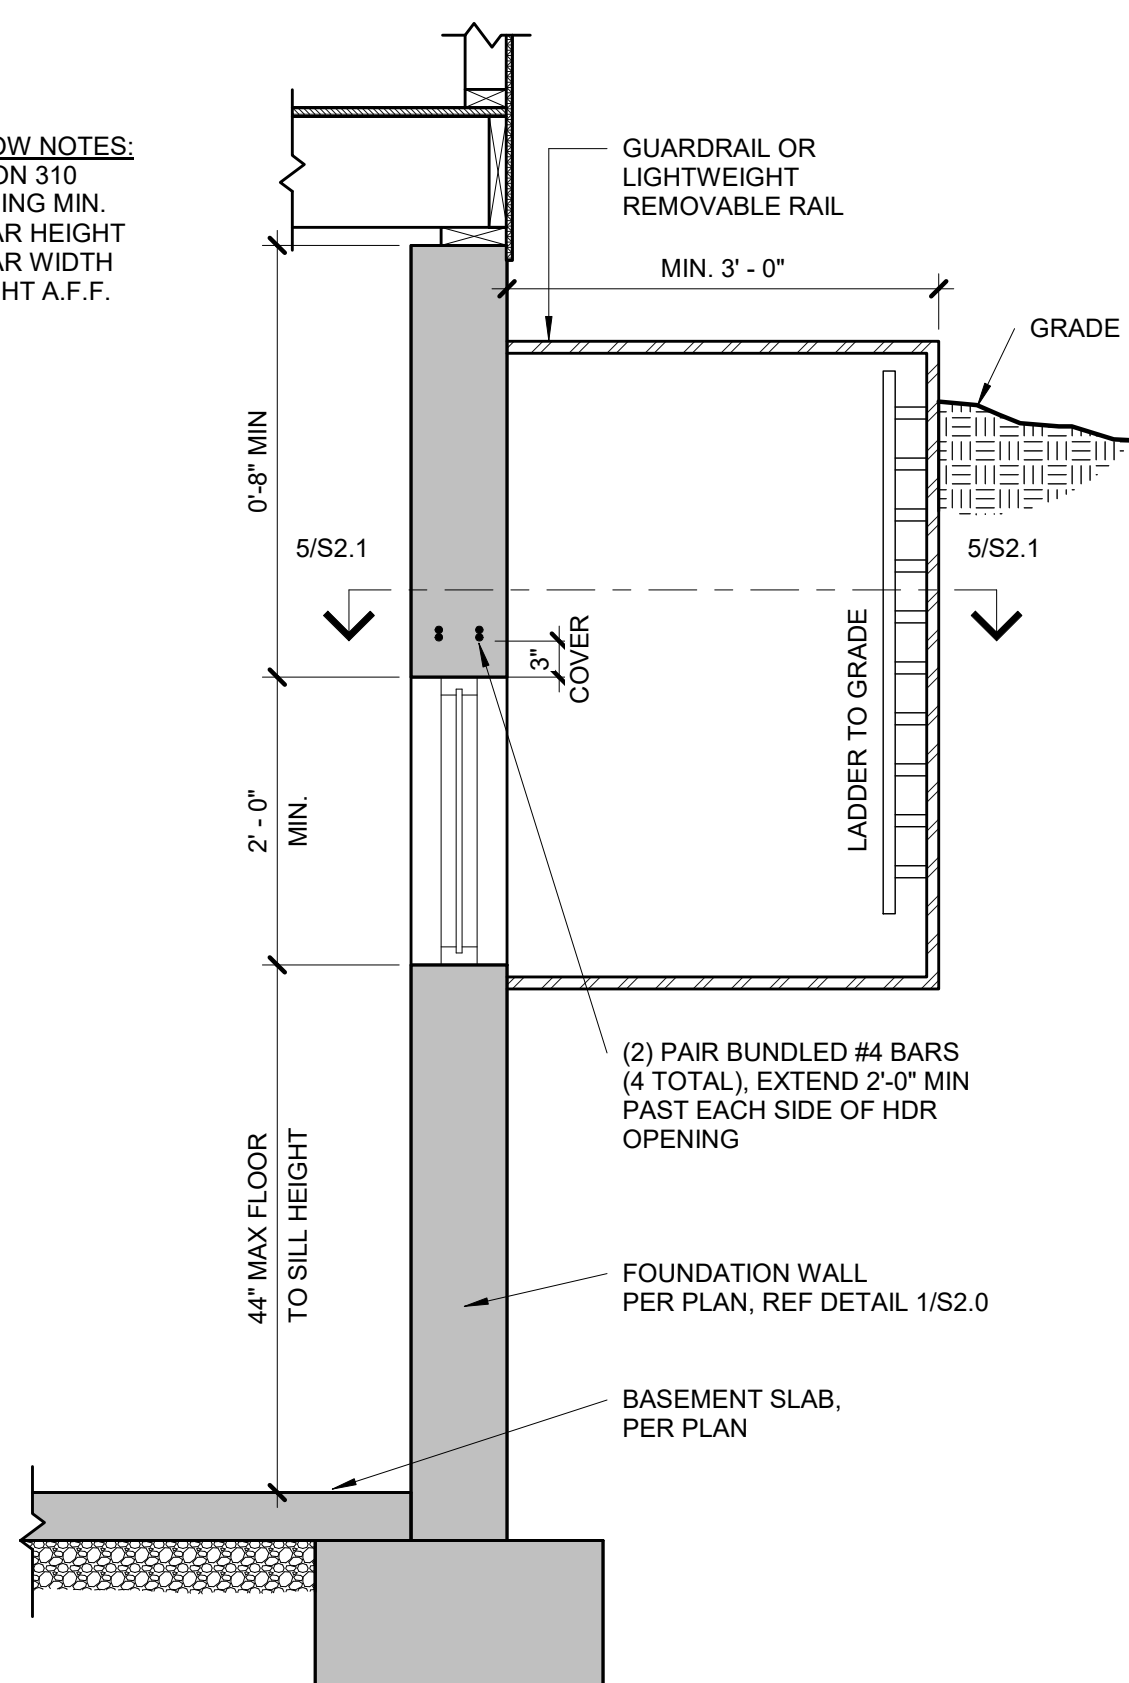 OW NOTES:
ON 310
ING MIN.
AR HEIGHT
AR WIDTH
HT A.F.F.
GUARDRAIL OR
LIGHTWEIGHT
REMOVABLE RAIL
MIN. 3' - 0"
GRADE
0'-8" MIN
5/S2.1
5/S2.1
3"
COVER
LADDER TO GRADE
2' - 0"
MIN.
(2) PAIR BUNDLED #4 BARS
(4 TOTAL), EXTEND 2'-0" MIN
PAST EACH SIDE OF HDR
OPENING
44" MAX FLOOR
TO SILL HEIGHT
FOUNDATION WALL
PER PLAN, REF DETAIL 1/S2.0
BASEMENT SLAB,
PER PLAN